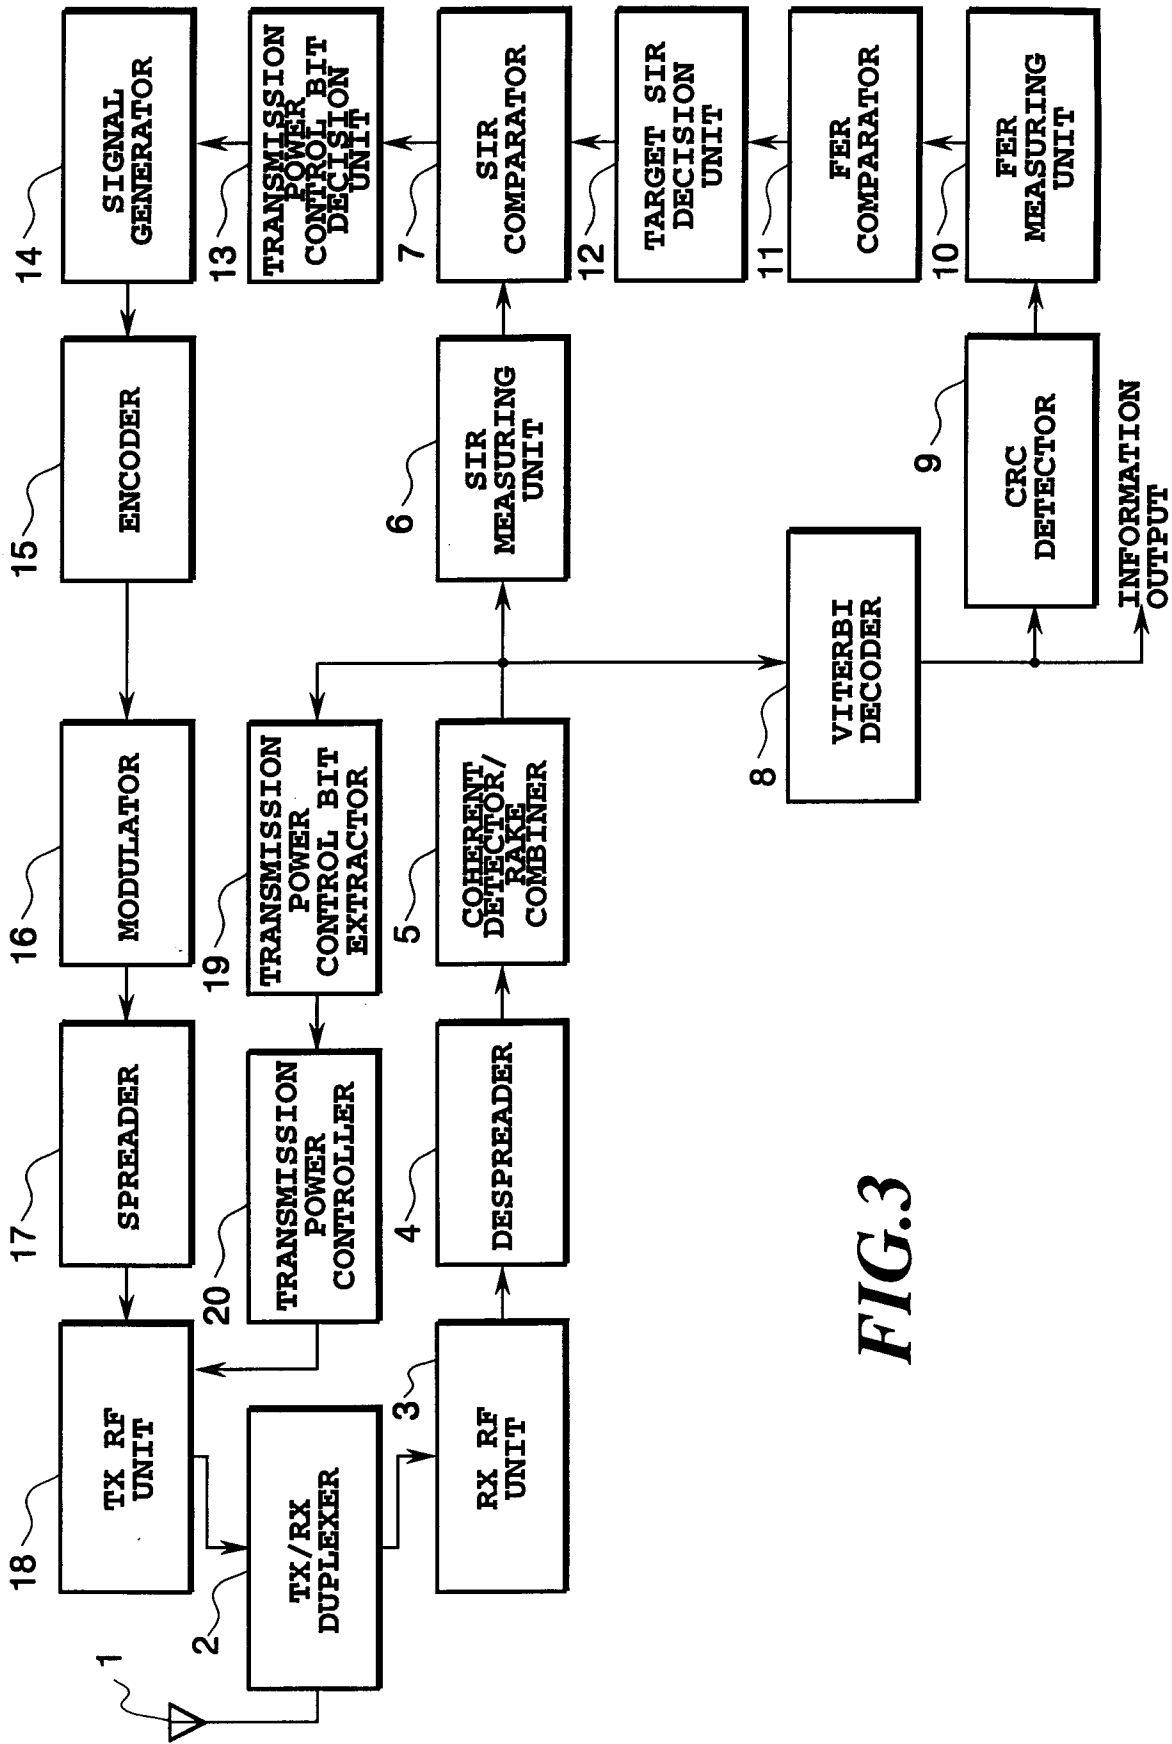 1
2
TX/RX
DUPLEXER
18
TX RF
UNIT
17
SPREADER
16
MODULATOR
15
ENCODER
14
SIGNAL
GENERATOR
20
TRANSMISSION
POWER
CONTROLLER
19
TRANSMISSION
POWER
CONTROL BIT
EXTRACTOR
13
TRANSMISSION
POWER
CONTROL BIT
DECISION
UNIT
3
RX RF
UNIT
4
DESPREADER
5
COHERENT
DETECTOR/
RAKE
COMBINER
6
SIR
MEASURING
UNIT
7
SIR
COMPARATOR
12
TARGET SIR
DECISION
UNIT
8
VITERBI
DECODER
11
FER
COMPARATOR
9
CRC
DETECTOR
10
FER
MEASURING
UNIT
INFORMATION
OUTPUT
FIG.3